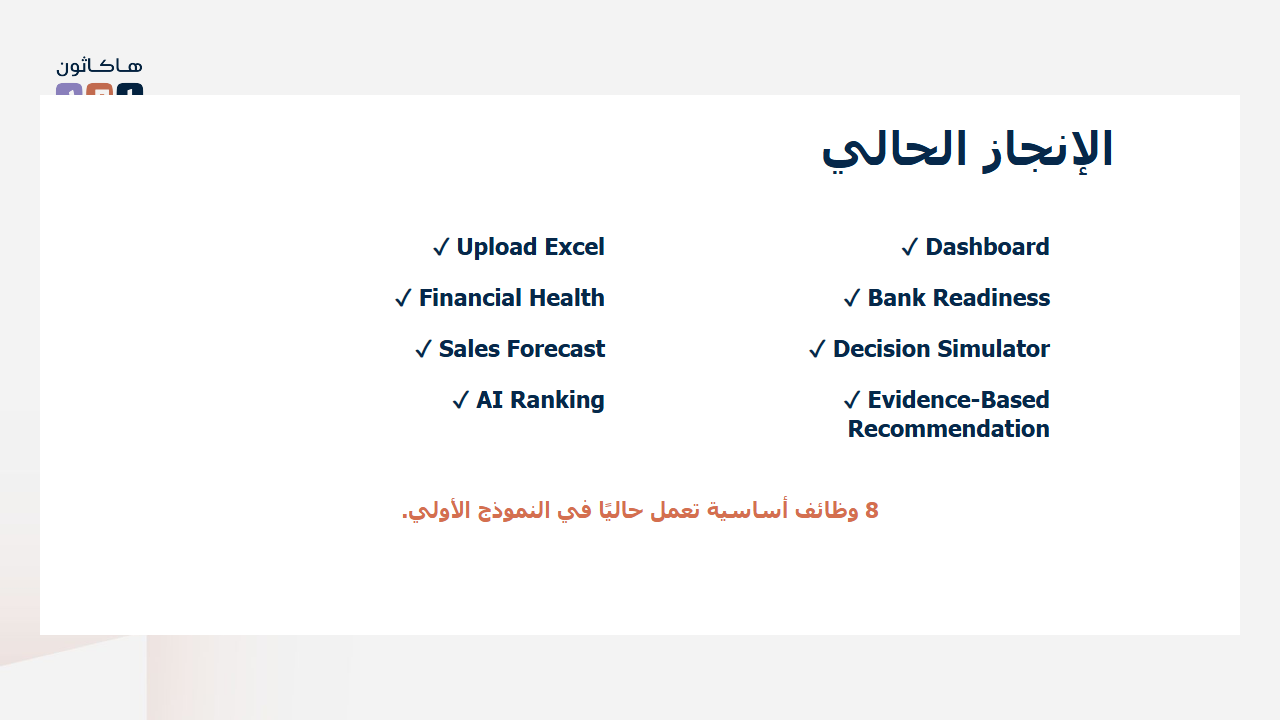 هاكاثون
الإنجاز الحالي
✓ Dashboard
✓ Bank Readiness
✓ Decision Simulator
✓ Evidence-Based
Recommendation
✓ Upload Excel
✓ Financial Health
✓ Sales Forecast
✓ AI Ranking
8 وظائف أساسية تعمل حاليًا في النموذج الأولي.